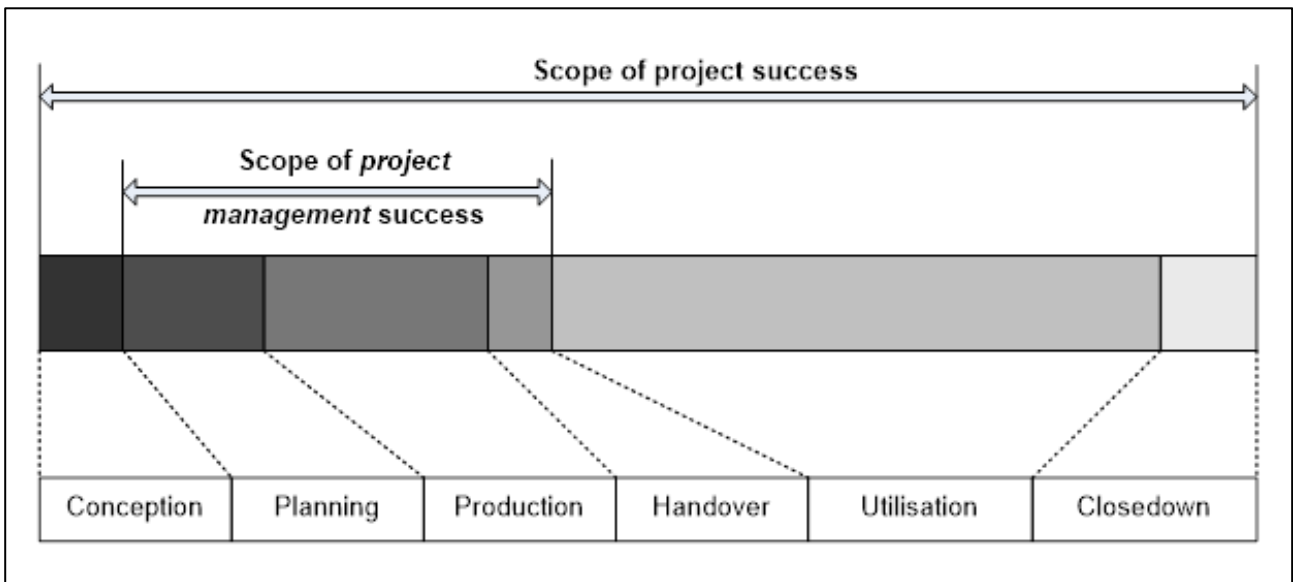 Scope of project success
Scope of project
management success
Conception
Planning
Production
Handover
Utilisation
Closedown